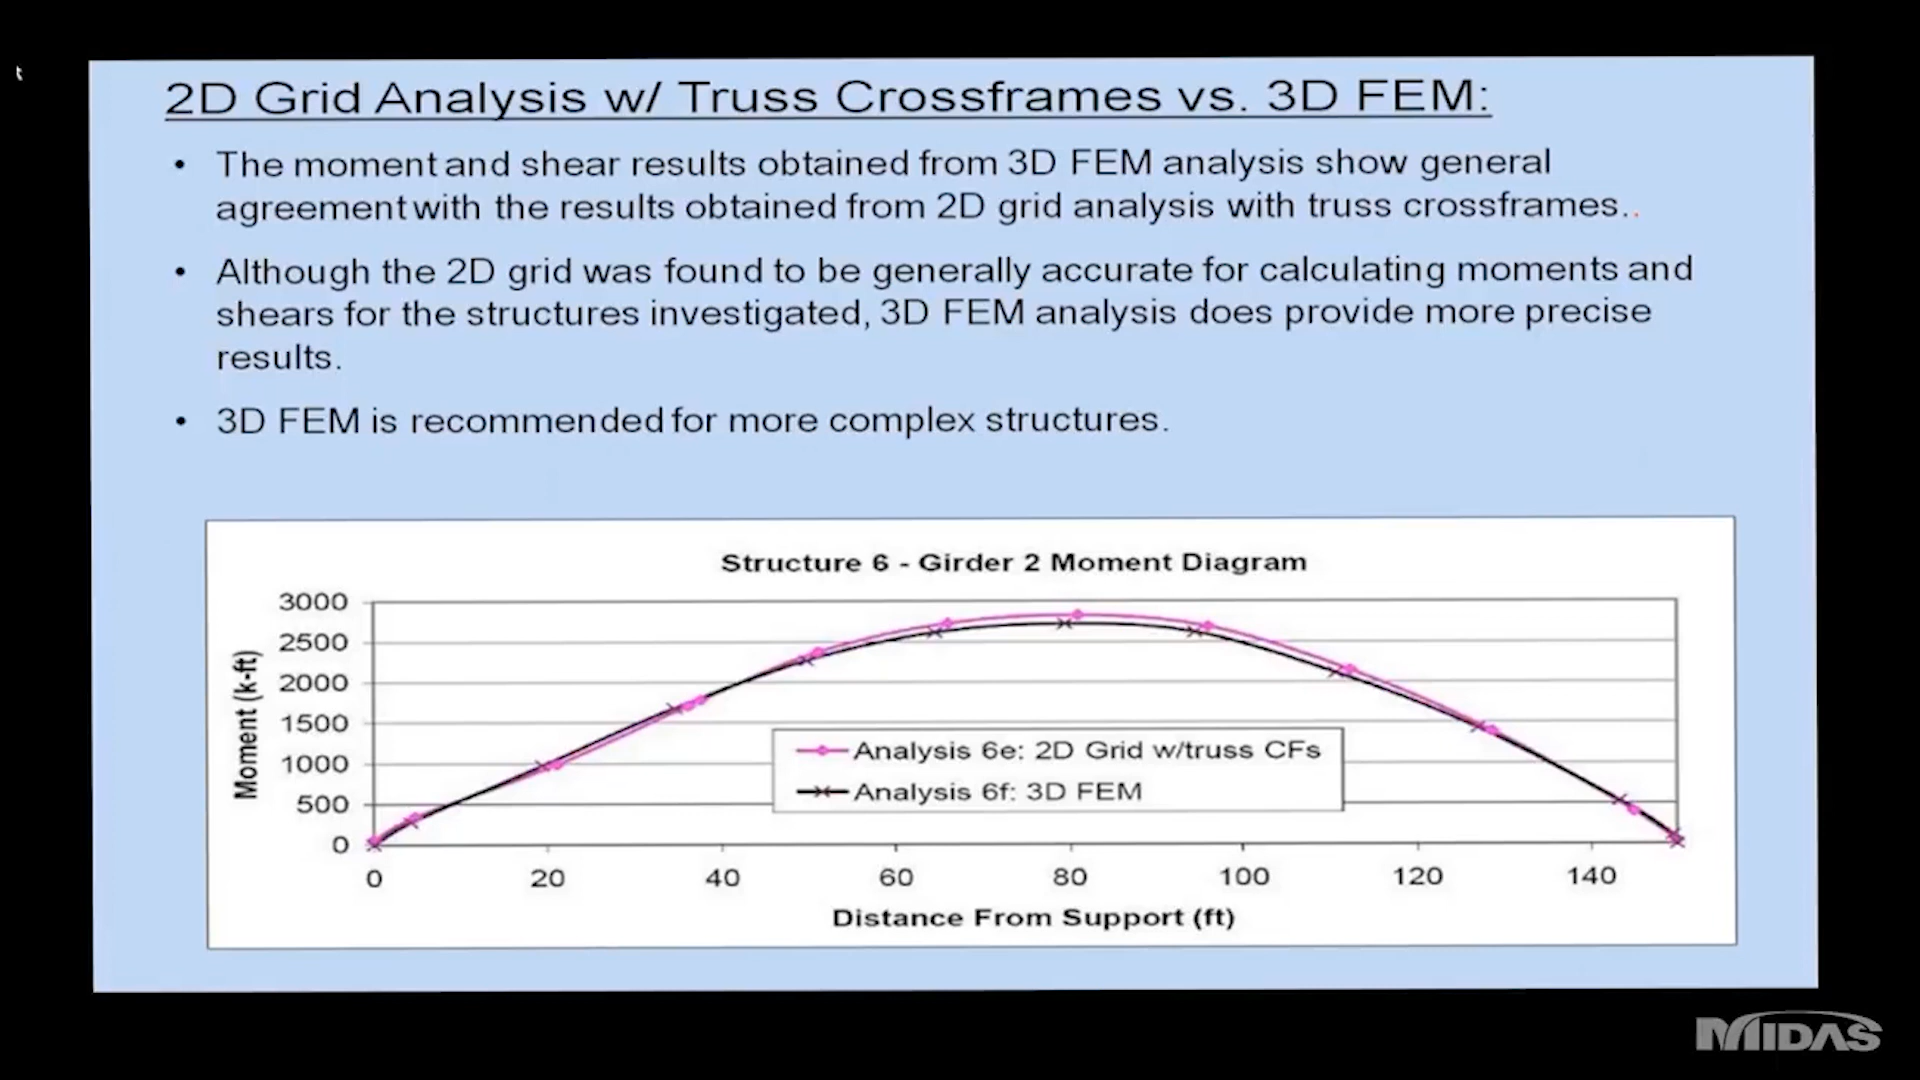 2D Grid Analysis w/ Truss Crossframes vs. 3D FEM:
• The moment and shear results obtained from 3D FEM analysis show general
agreement with the results obtained from 2D grid analysis with truss crossframes..
• Although the 2D grid was found to be generally accurate for calculating moments and
shears for the structures investigated, 3D FEM analysis does provide more precise
results.
• 3D FEM is recommended for more complex structures.
Structure 6 - Girder 2 Moment Diagram
Moment (k-ft)
3000
2500
2000
1500
1000
500
0
Analysis 6e: 2D Grid w/truss CFs
Analysis 6f: 3D FEM
0 20 40 60 80 100 120 140
Distance From Support (ft)
MIDAS